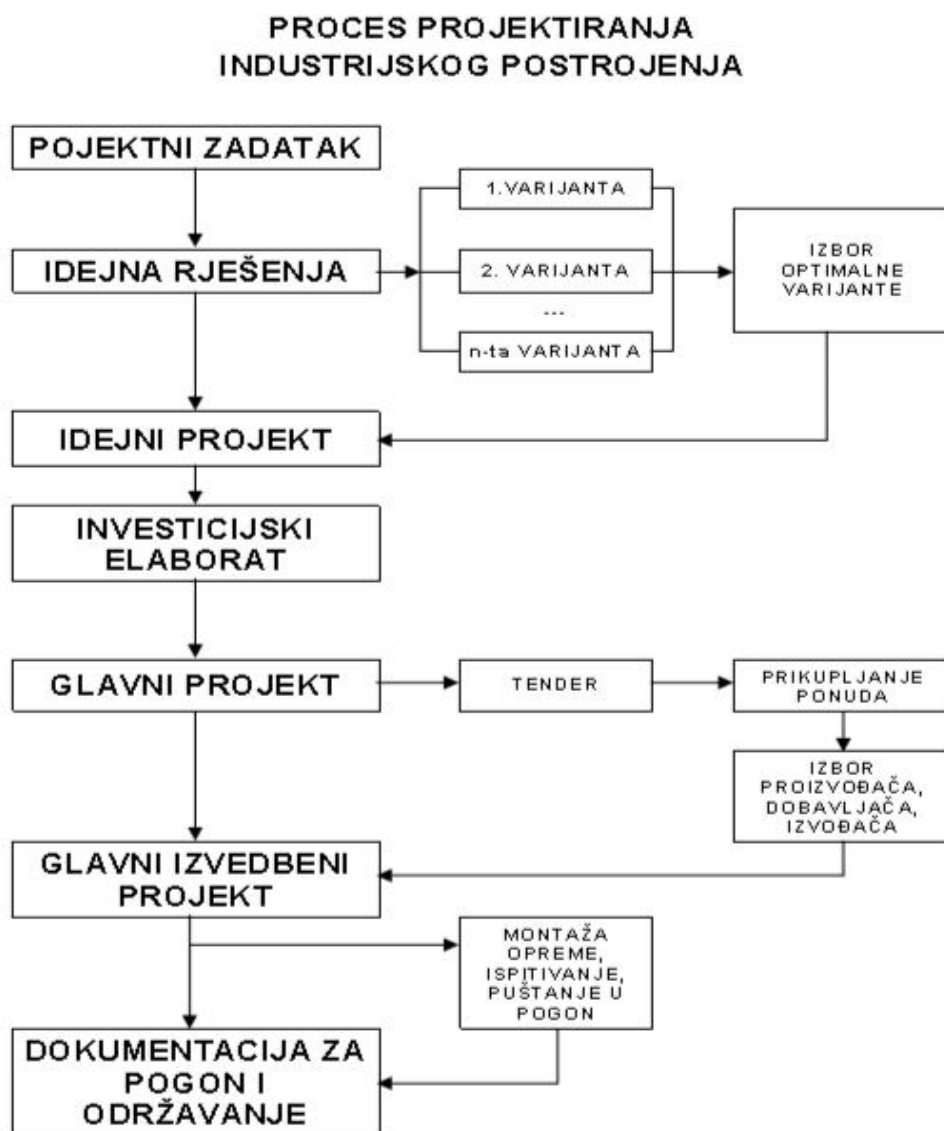 PROCES PROJEKTIRANJA
INDUSTRIJSKOG POSTROJENJA
POJEKTNI ZADATAK
1.VARIJANTA
IDEJNA RJEŠENJA
2. VARIJANTA
...
n-ta VARIJANTA
IZBOR
OPTIMALNE
VARIJANTE
IDEJNI PROJEKT
INVESTICIJSKI
ELABORAT
GLAVNI PROJEKT
TENDER
PRIKUPLJANJE
PONUDA
IZBOR
PROIZVOĐAČA,
DOBAVLJAČA,
IZVOĐAČA
GLAVNI IZVEDBENI
PROJEKT
MONTAŽA
OPREME,
ISPITIVANJE,
PUŠTANJE U
POGON
DOKUMENTACIJA ZA
POGON I
ODRŽAVANJE